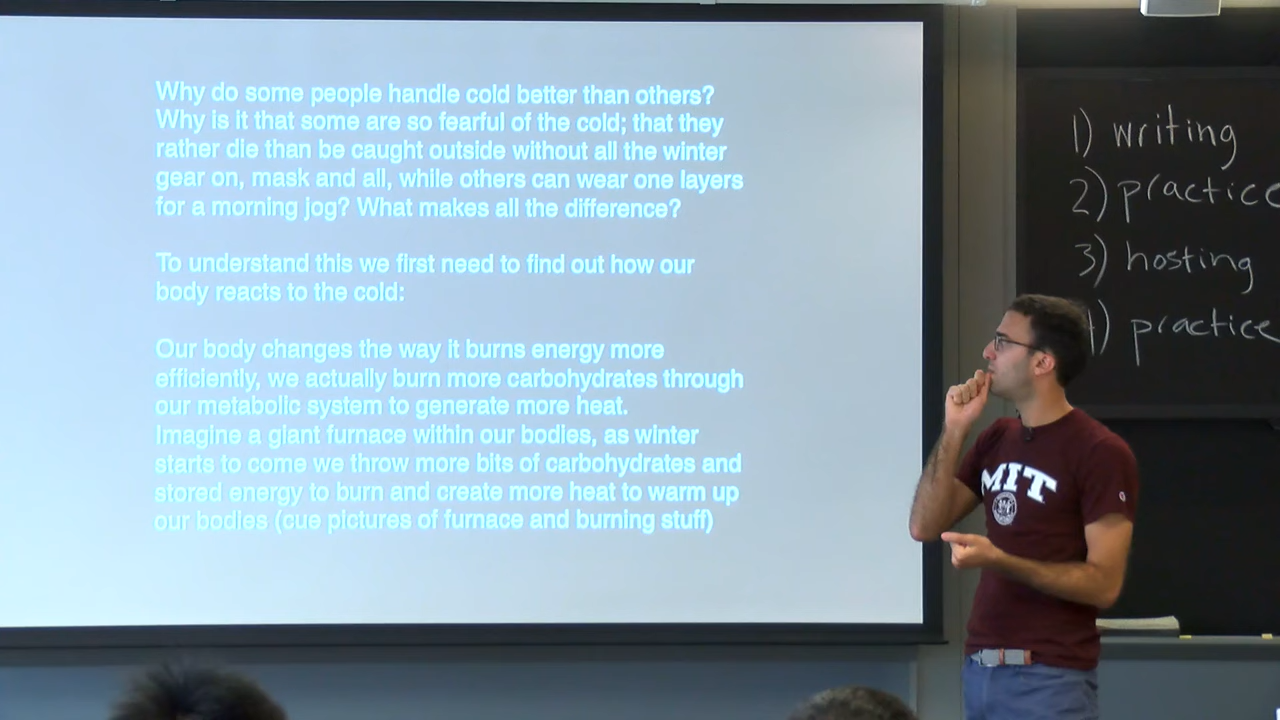 Why do some people handle cold better than others?
Why is it that some are so fearful of the cold; that they
rather die than be caught outside without all the winter
gear on, mask and all, while others can wear one layers
for a morning jog? What makes all the difference?
To understand this we first need to find out how our
body reacts to the cold:
Our body changes the way it burns energy more
efficiently, we actually burn more carbohydrates through
our metabolic system to generate more heat.
Imagine a giant furnace within our bodies, as winter
starts to come we throw more bits of carbohydrates and
stored energy to burn and create more heat to warm up
our bodies (cue pictures of furnace and burning stuff)
1) writing
2) practice
3) hosting
4) practice
MIT